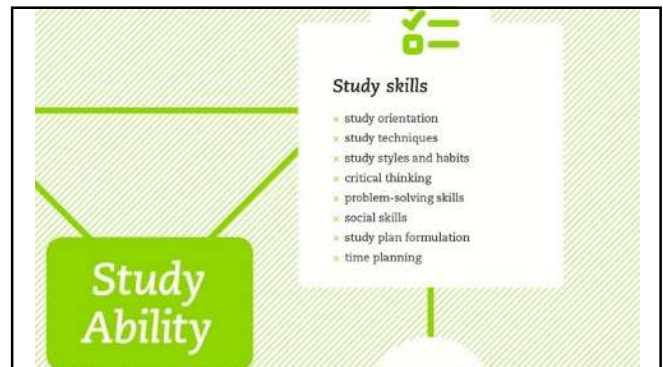 Study skills
study orientation
study techniques
study styles and habits
critical thinking
problem-solving skills
social skills
study plan formulation
time planning
Study
Ability